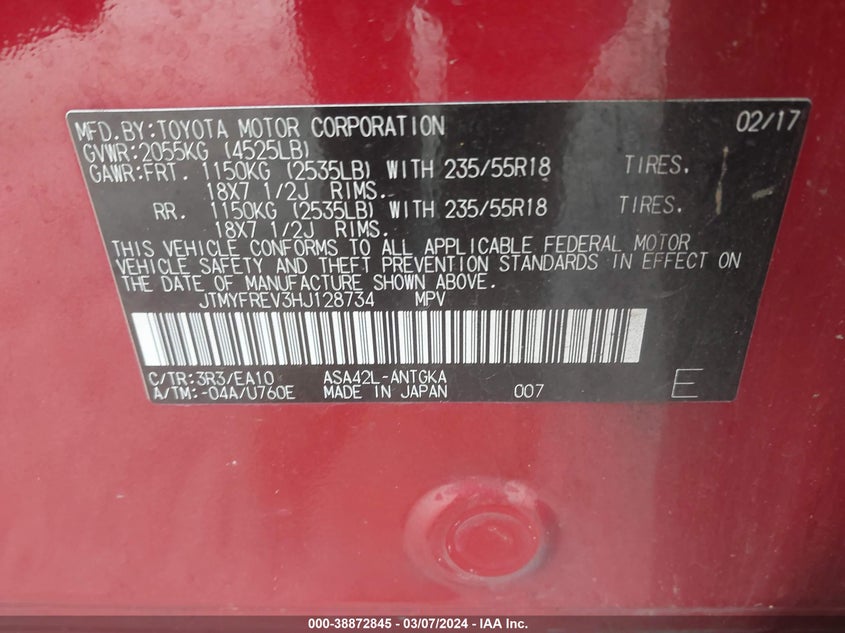 MFD.BY:TOYOTA MOTOR CORPORATION 02/17
GVWR:2055KG (4525LB)
GAWR:FRT. 1150KG (2535LB) WITH 235/55R18 TIRES,
18X7 1/2J RIMS.
RR. 1150KG (2535LB) WITH 235/55R18 TIRES,
18X7 1/2J RIMS.
THIS VEHICLE CONFORMS TO ALL APPLICABLE FEDERAL MOTOR
VEHICLE SAFETY AND THEFT PREVENTION STANDARDS IN EFFECT ON
THE DATE OF MANUFACTURE SHOWN ABOVE.
JTMYFREV3HJ128734 MPV
C/TR:3R3/EA10 ASA42L-ANTGKA
A/TM:-04A/U760E MADE IN JAPAN 007 E
000-38872845 - 03/07/2024 - IAA Inc.